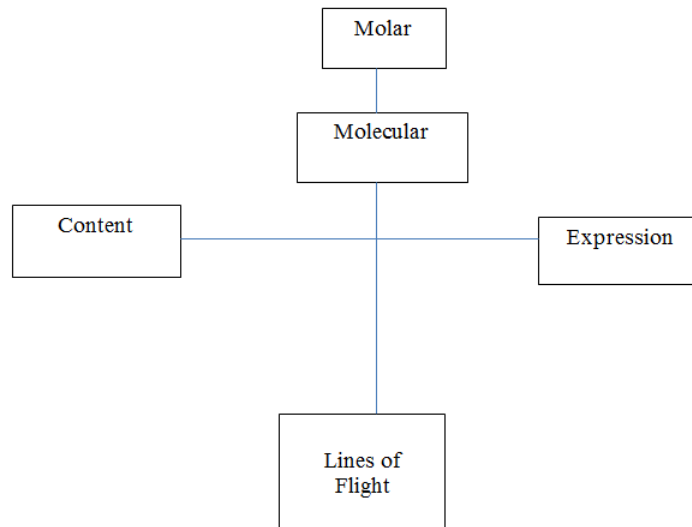 Molar
Molecular
Content
Expression
Lines of
Flight